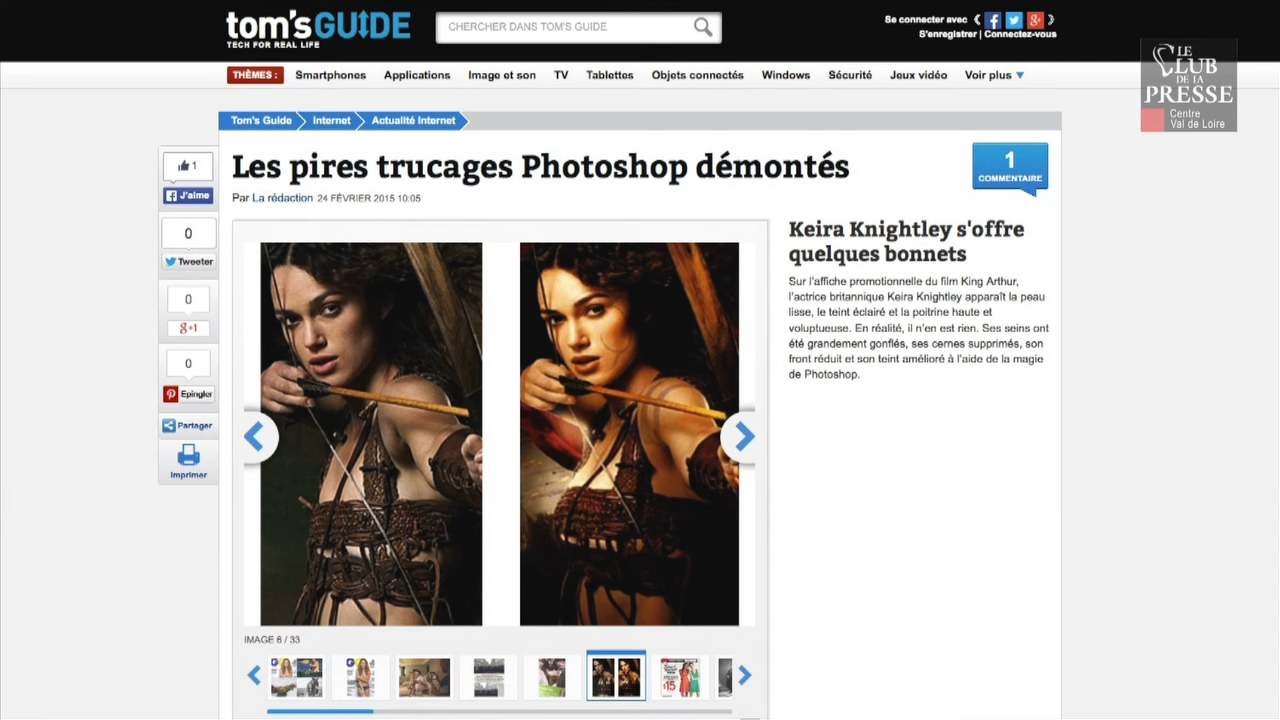 tom'sGUIDE
TECH FOR REAL LIFE
CHERCHER DANS TOM'S GUIDE
Se connecter avec
S'enregistrer | Connectez-vous
LE
CLUB
DE LA
PRESSE
Centre
Val de Loire
THÈMES :
Smartphones
Applications
Image et son
TV
Tablettes
Objets connectés
Windows
Sécurité
Jeux vidéo
Voir plus
Tom's Guide
Internet
Actualité Internet
Les pires trucages Photoshop démontés
Par La rédaction 24 FÉVRIER 2015 10:05
1
COMMENTAIRE
1
J'aime
0
Tweeter
0
g+1
0
Epingler
Partager
Imprimer
Keira Knightley s'offre
quelques bonnets
Sur l'affiche promotionnelle du film King Arthur,
l'actrice britannique Keira Knightley apparaît la peau
lisse, le teint éclairé et la poitrine haute et
voluptueuse. En réalité, il n'en est rien. Ses seins ont
été grandement gonflés, ses cernes supprimés, son
front réduit et son teint amélioré à l'aide de la magie
de Photoshop.
IMAGE 6 / 33
$15